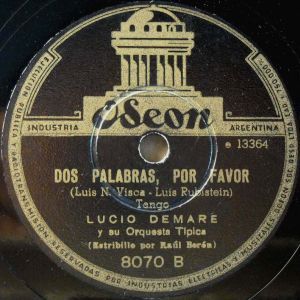 Odeon
INDUSTRIA ARGENTINA
e 13364
DOS PALABRAS, POR FAVOR
(Luis N. Visca - Luis Rubistein)
Tango
LUCIO DEMARE
y su Orquesta Típica
(Estribillo por Raúl Berón)
8070 B